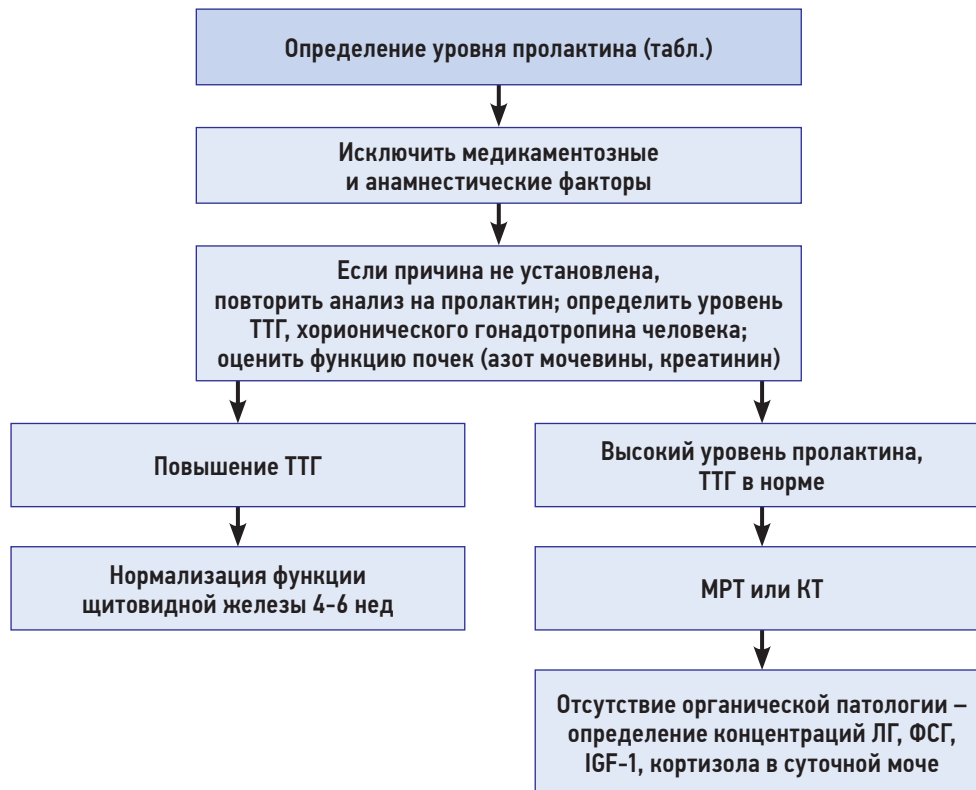 Определение уровня пролактина (табл.)
Исключить медикаментозные
и анамнестические факторы
Если причина не установлена,
повторить анализ на пролактин; определить уровень
ТТГ, хорионического гонадотропина человека;
оценить функцию почек (азот мочевины, креатинин)
Повышение ТТГ
Нормализация функции
щитовидной железы 4-6 нед
Высокий уровень пролактина,
ТТГ в норме
МРТ или КТ
Отсутствие органической патологии –
определение концентраций ЛГ, ФСГ,
IGF-1, кортизола в суточной моче